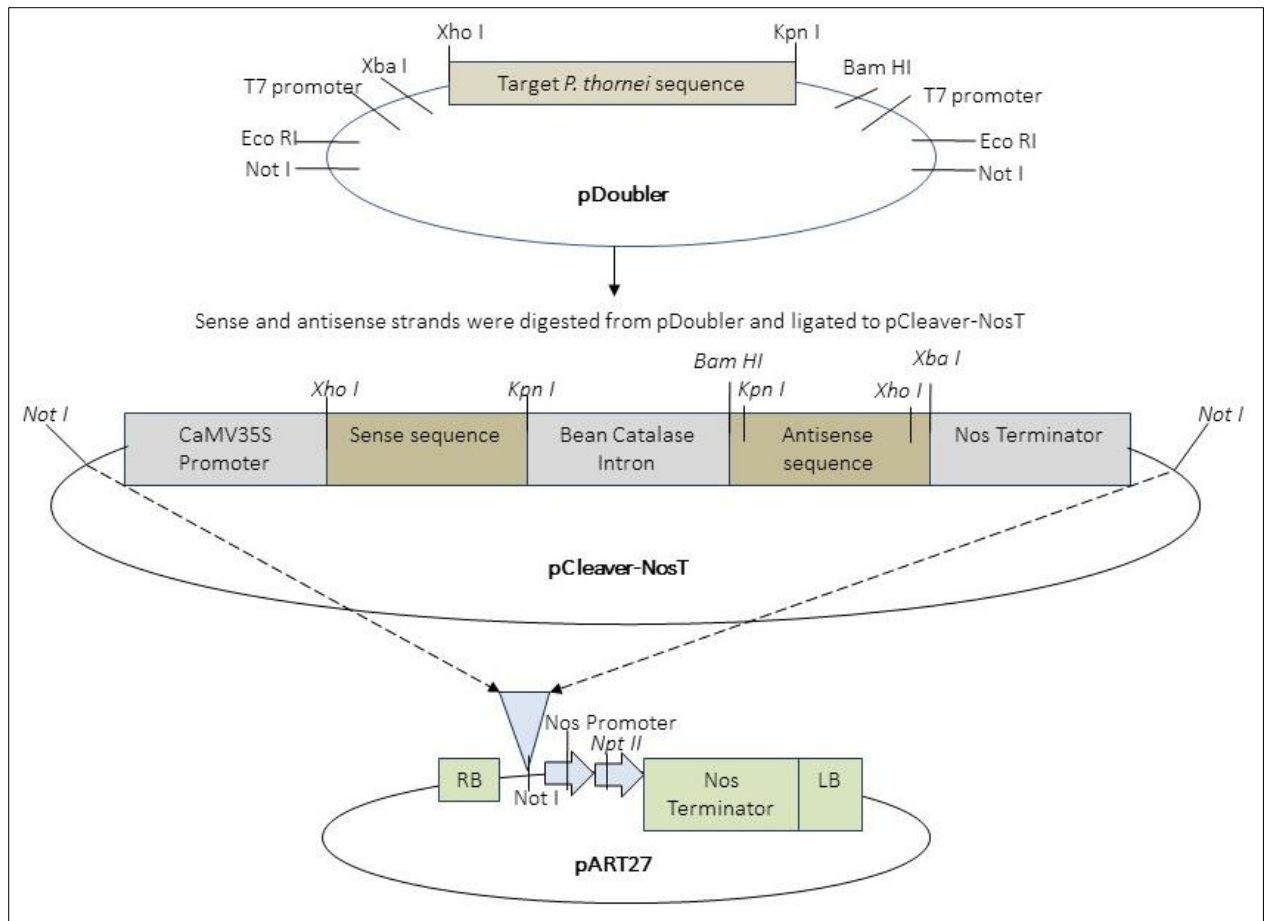 Xho I
Kpn I
Xba I
Bam HI
Target P. thornei sequence
T7 promoter
T7 promoter
Eco RI
Eco RI
Not I
Not I
pDoubler
Sense and antisense strands were digested from pDoubler and ligated to pCleaver-NosT
Xba I
Bam HI
Xho I
Kpn I
Kpn I
Xho I
Not I
Not I
CaMV35S
Promoter
Sense sequence
Bean Catalase
Intron
Antisense
sequence
Nos Terminator
pCleaver-NosT
Nos Promoter
Npt II
RB
Not I
Nos
Terminator
LB
pART27